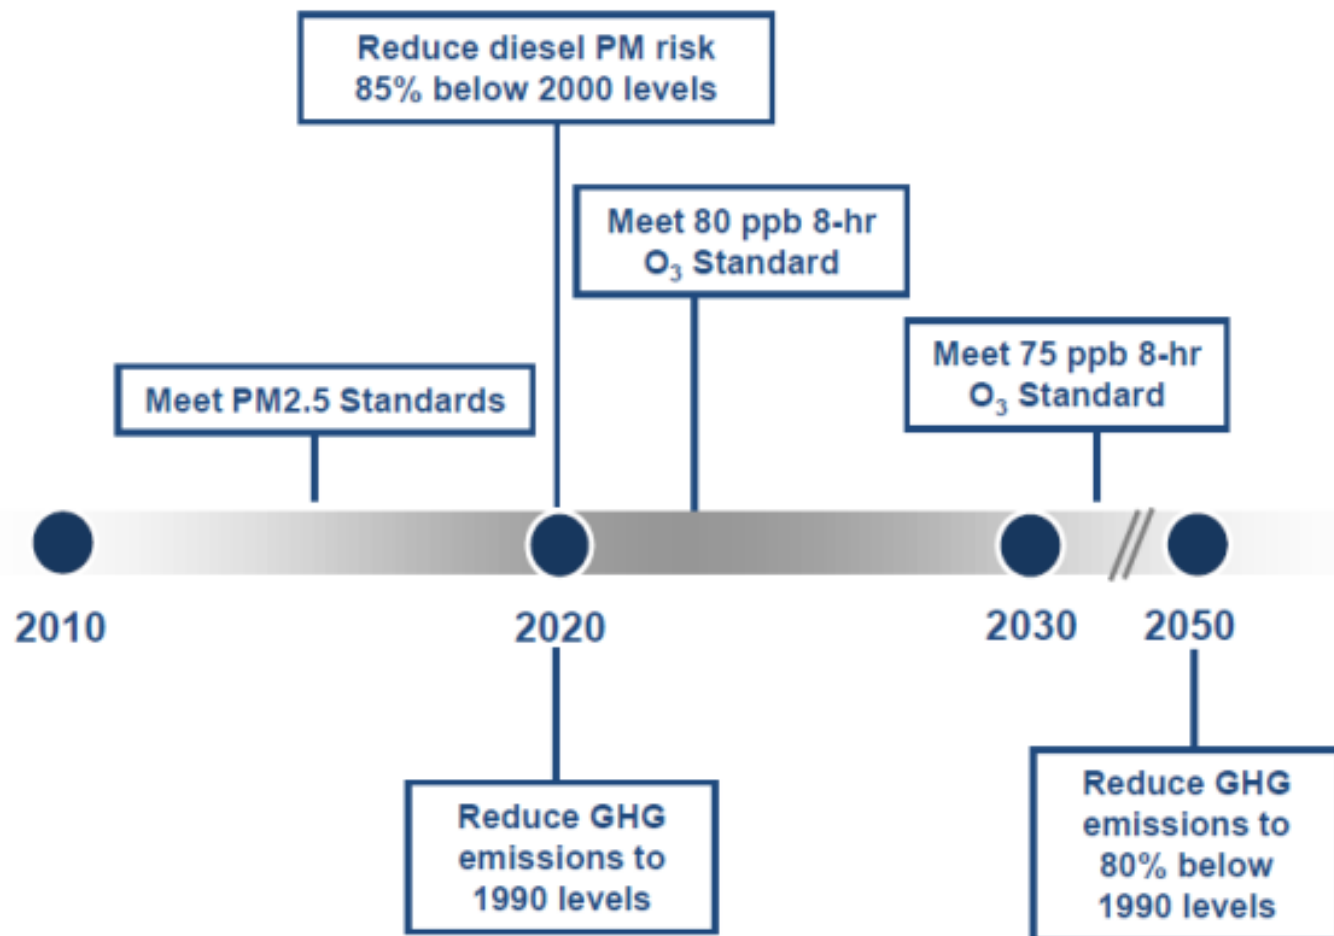 Reduce diesel PM risk
85% below 2000 levels
Meet 80 ppb 8-hr
O₃ Standard
Meet 75 ppb 8-hr
O₃ Standard
Meet PM2.5 Standards
2010
2020
2030
2050
Reduce GHG
emissions to
1990 levels
Reduce GHG
emissions to
80% below
1990 levels